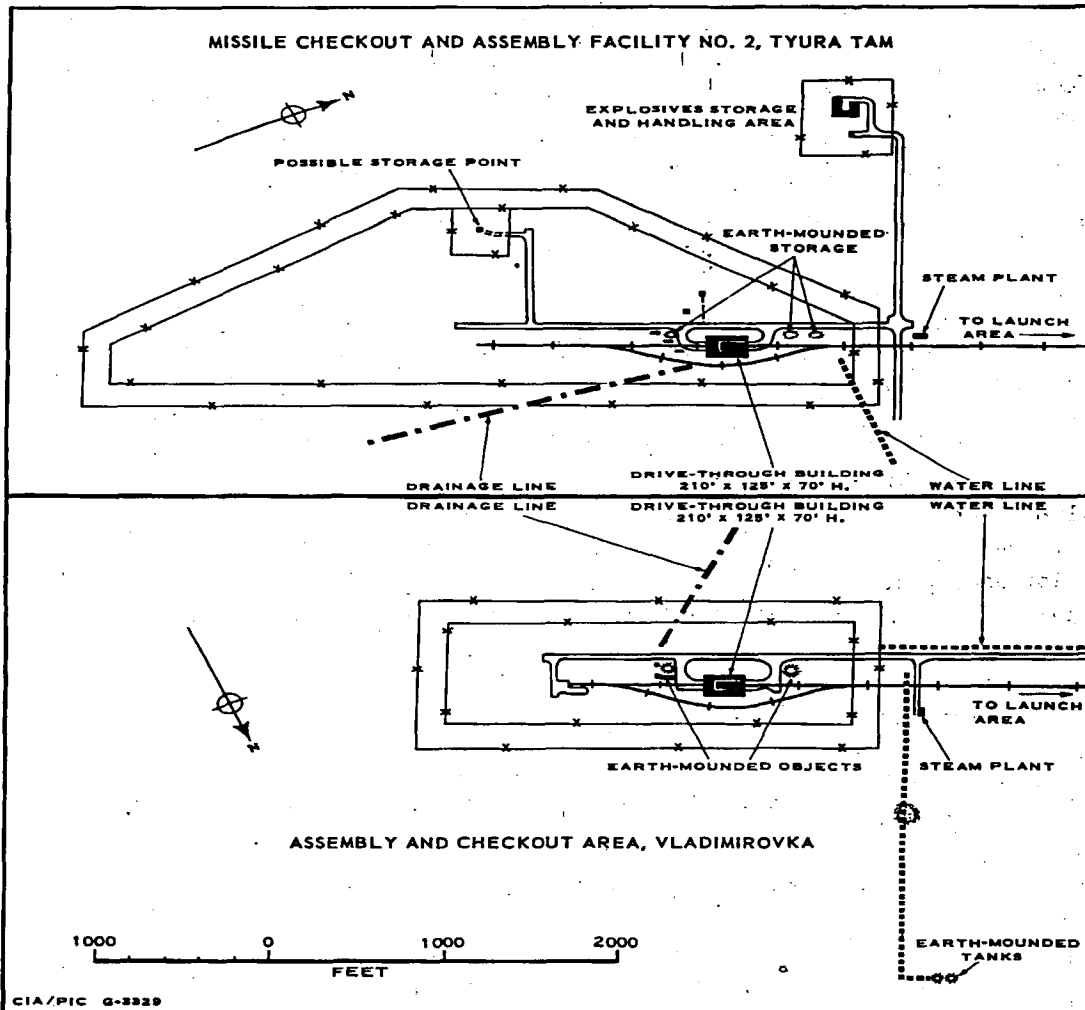 MISSILE CHECKOUT AND ASSEMBLY FACILITY NO. 2, TYURA TAM
N
EXPLOSIVES STORAGE
AND HANDLING AREA
POSSIBLE STORAGE POINT
EARTH-MOUNDED
STORAGE
STEAM PLANT
TO LAUNCH
AREA
DRAINAGE LINE
DRIVE-THROUGH BUILDING
210' X 125' X 70' H.
WATER LINE
DRAINAGE LINE
DRIVE-THROUGH BUILDING
210' X 125' X 70' H.
WATER LINE
N
TO LAUNCH
AREA
EARTH-MOUNDED OBJECTS
STEAM PLANT
ASSEMBLY AND CHECKOUT AREA, VLADIMIROVKA
1000 0 1000 2000
FEET
EARTH-MOUNDED
TANKS
CIA/PIC G-3329